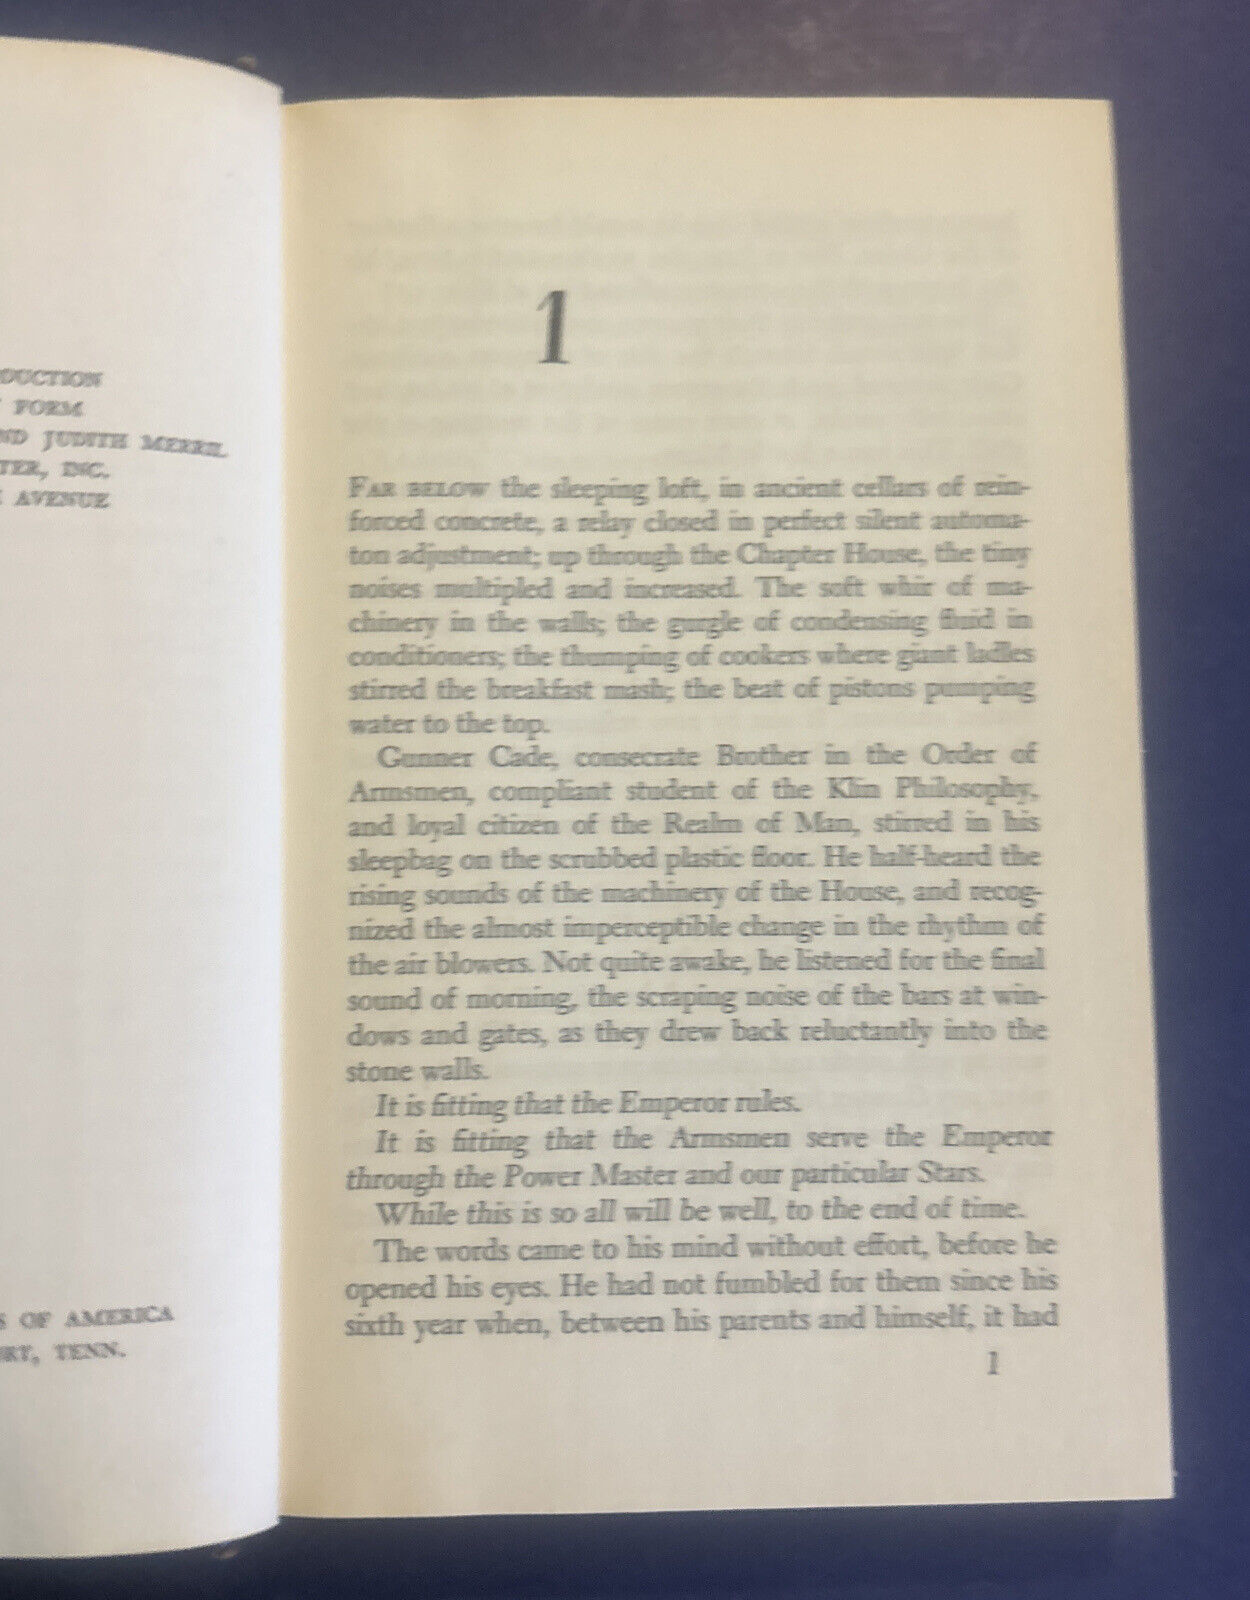 DUCTION
FORM
ND JUDITH MERRIL
TER, INC.
AVENUE
S OF AMERICA
ORT, TENN.
1
FAR BELOW the sleeping loft, in ancient cellars of rein-
forced concrete, a relay closed in perfect silent automa-
ton adjustment; up through the Chapter House, the tiny
noises multipled and increased. The soft whir of ma-
chinery in the walls; the gurgle of condensing fluid in
conditioners; the thumping of cookers where giant ladles
stirred the breakfast mash; the beat of pistons pumping
water to the top.
Gunner Cade, consecrate Brother in the Order of
Armsmen, compliant student of the Klin Philosophy,
and loyal citizen of the Realm of Man, stirred in his
sleepbag on the scrubbed plastic floor. He half-heard the
rising sounds of the machinery of the House, and recog-
nized the almost imperceptible change in the rhythm of
the air blowers. Not quite awake, he listened for the final
sound of morning, the scraping noise of the bars at win-
dows and gates, as they drew back reluctantly into the
stone walls.
It is fitting that the Emperor rules.
It is fitting that the Armsmen serve the Emperor
through the Power Master and our particular Stars.
While this is so all will be well, to the end of time.
The words came to his mind without effort, before he
opened his eyes. He had not fumbled for them since his
sixth year when, between his parents and himself, it had
1